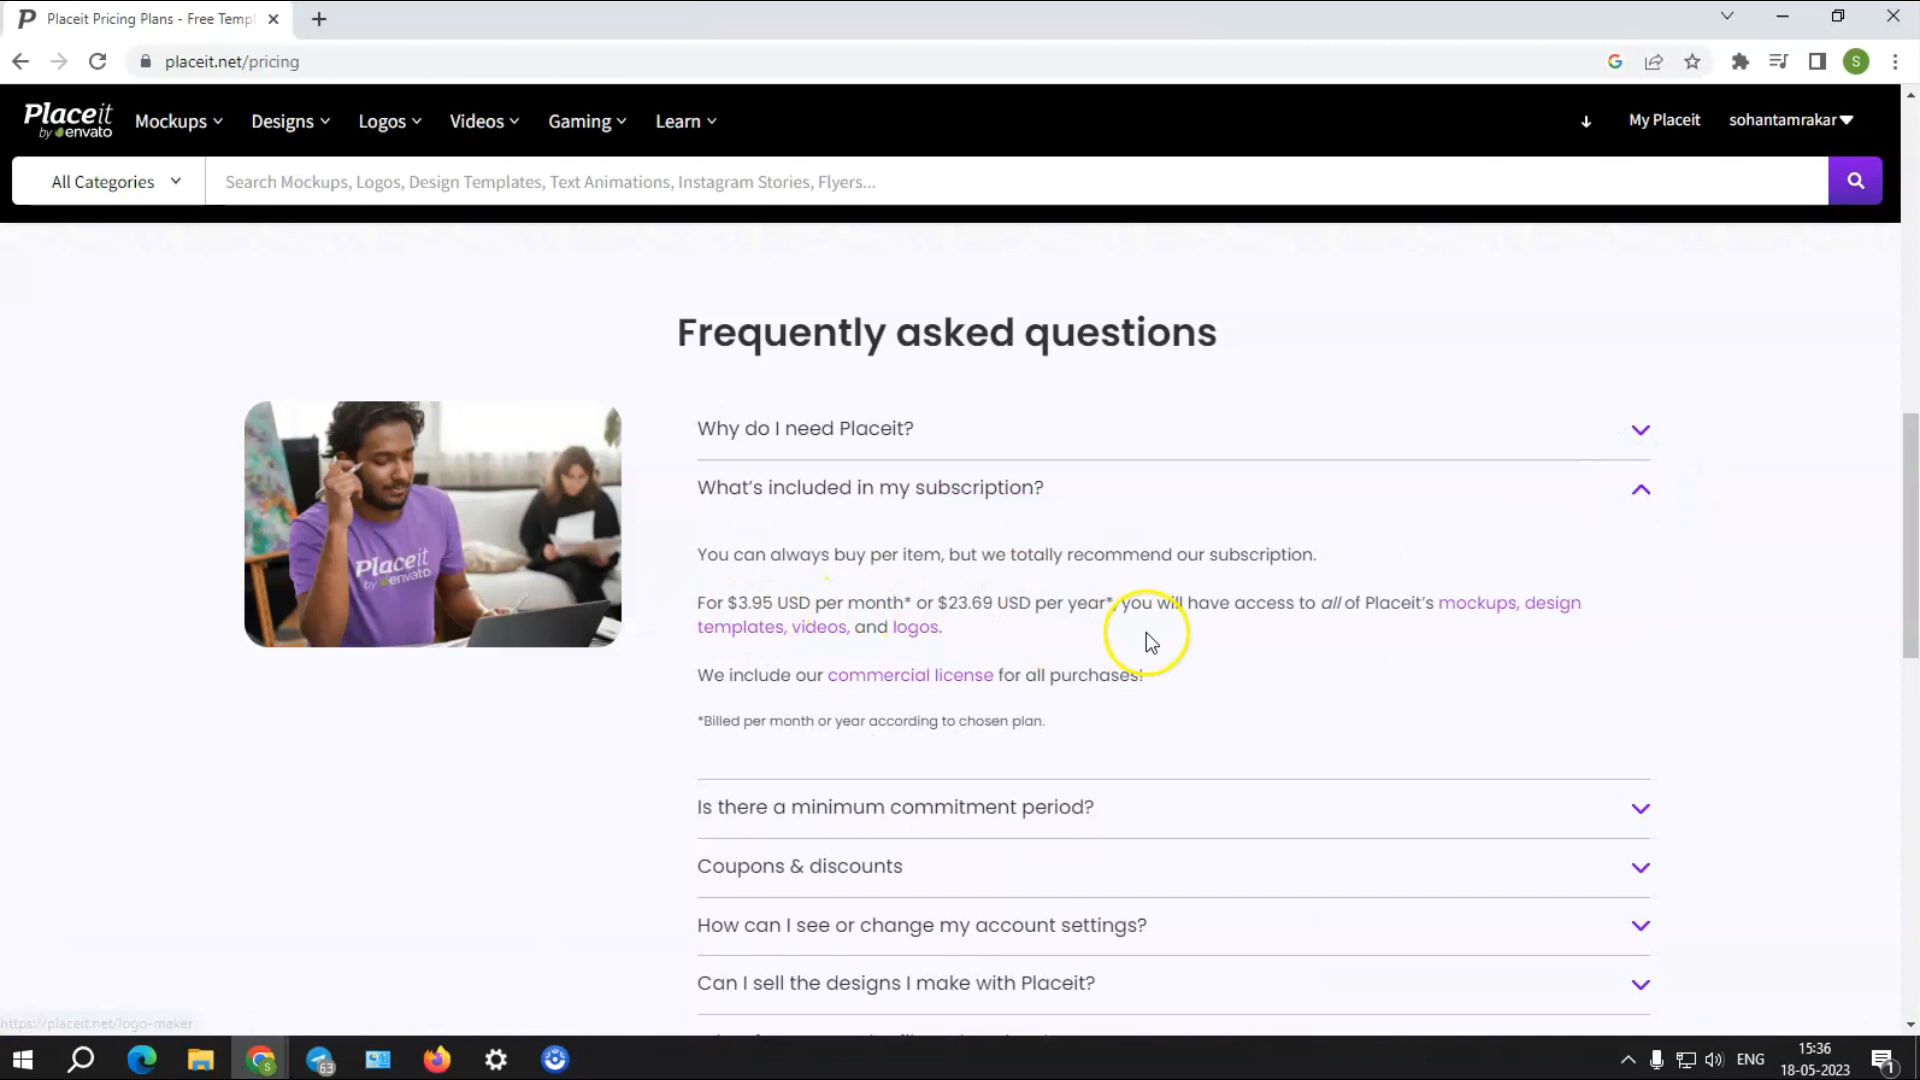 Placeit Pricing Plans - Free Templ
placeit.net/pricing
S
Placeit by envato
Mockups Designs Logos Videos Gaming Learn
My Placeit sohantamrakar
All Categories Search Mockups, Logos, Design Templates, Text Animations, Instagram Stories, Flyers...
Frequently asked questions
Why do I need Placeit?
What's included in my subscription?
You can always buy per item, but we totally recommend our subscription.
For $3.95 USD per month* or $23.69 USD per year*, you will have access to all of Placeit's mockups, design
templates, videos, and logos.
We include our commercial license for all purchases!
*Billed per month or year according to chosen plan.
Placeit
by envato
Is there a minimum commitment period?
Coupons & discounts
How can I see or change my account settings?
Can I sell the designs I make with Placeit?
https://placeit.net/logo-maker
63
ENG
15:36
18-05-2023
1